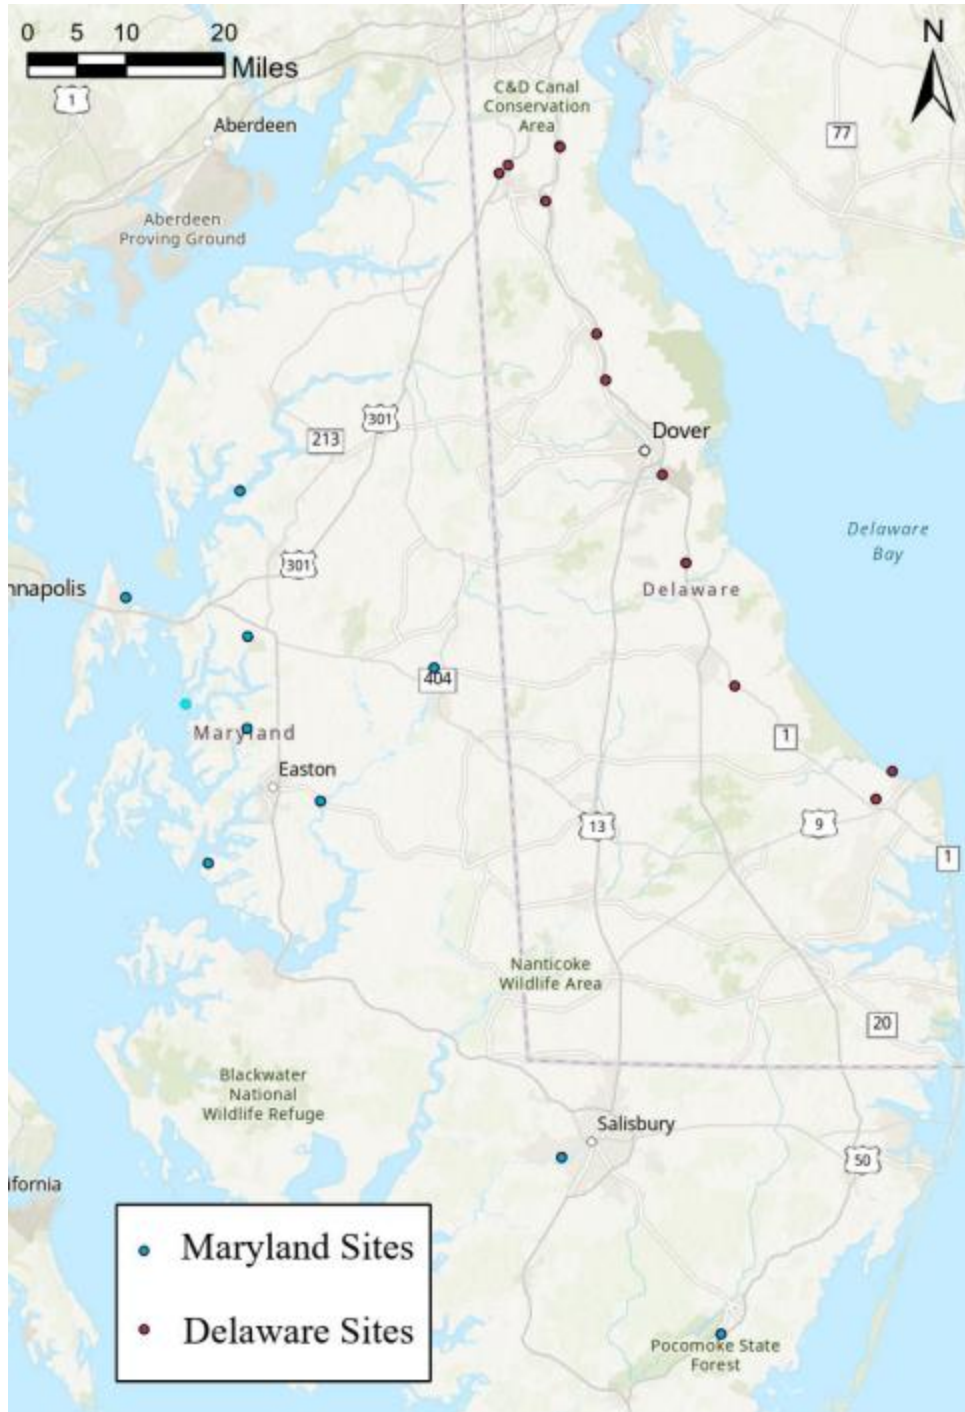 0 5 10 20
Miles
N
1
Aberdeen
C&D Canal
Conservation
Area
77
Aberdeen
Proving Ground
301
213
Dover
Delaware
Bay
301
nnapolis
Delaware
404
Maryland
1
Easton
13
9
1
Nanticoke
Wildlife Area
20
Blackwater
National
Wildlife Refuge
Salisbury
50
ifornia
Maryland Sites
Delaware Sites
Pocomoke State
Forest